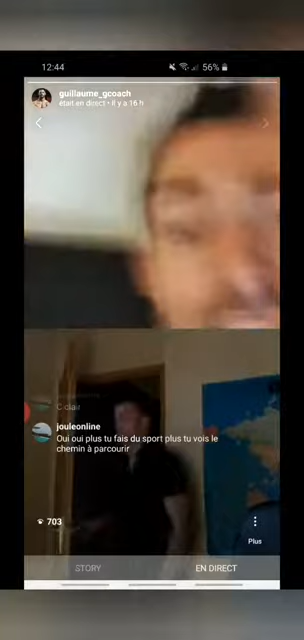 12:44
56%
guillaume_gcoach
était en direct • Il y a 16 h
C clair
jouleonline
Oui oui plus tu fais du sport plus tu vois le
chemin à parcourir
703
Plus
STORY
EN DIRECT